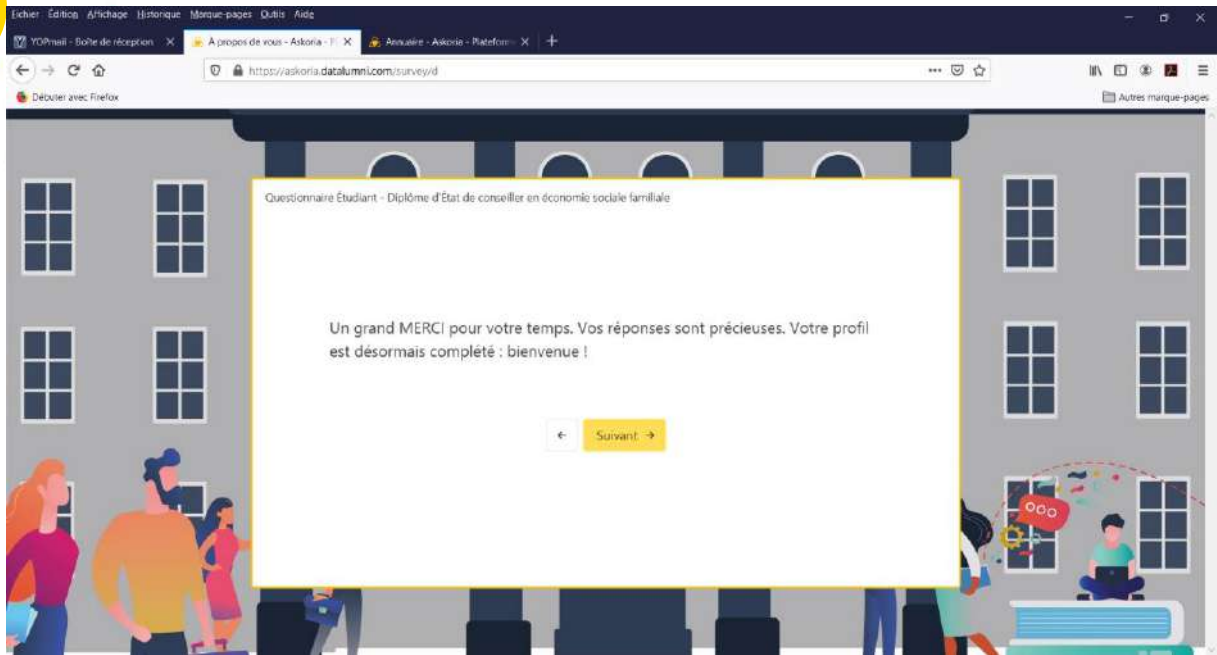 Fichier Édition Affichage Historique Marque-pages Outils Aide
YOPmail - Boîte de réception
A propos de vous - Askoria -
Annuaire - Askoria - Plateform
https://askoria.datalumni.com/survey/d
Débuter avec Firefox
Autres marque-pages
Questionnaire Étudiant - Diplôme d'État de conseiller en économie sociale familiale
Un grand MERCI pour votre temps. Vos réponses sont précieuses. Votre profil
est désormais complété : bienvenue !
← Suivant →